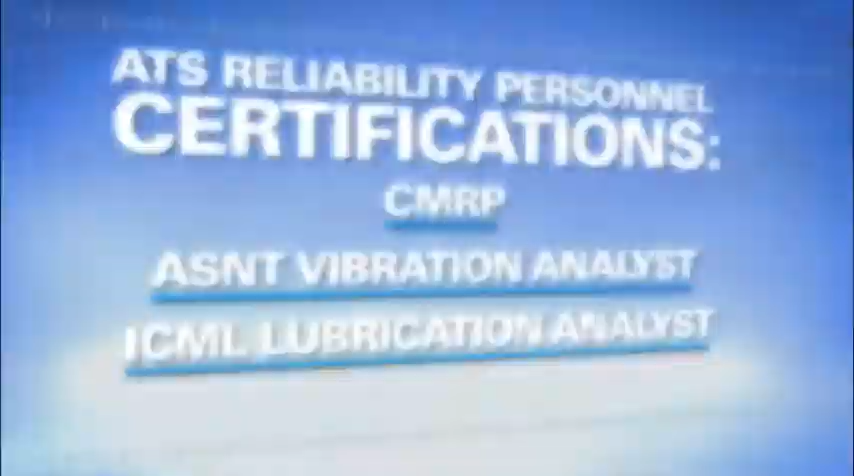 ATS RELIABILITY PERSONNEL
CERTIFICATIONS:
CMRP
ASNT VIBRATION ANALYST
ICML LUBRICATION ANALYST